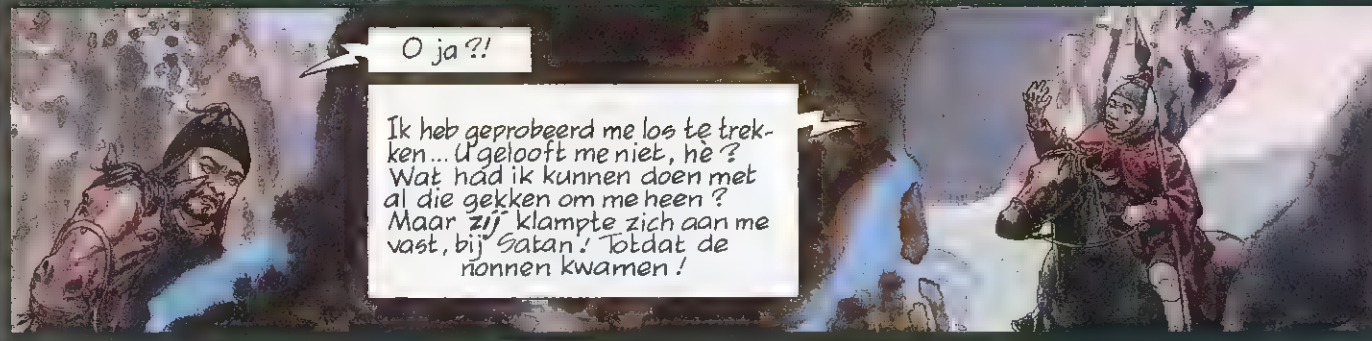 O ja?!
Ik heb geprobeerd me los te trek-
ken... U gelooft me niet, hè?
Wat had ik kunnen doen met
al die gekken om me heen?
Maar zij klampte zich aan me
vast, bij Satan! Totdat de
nonnen kwamen!